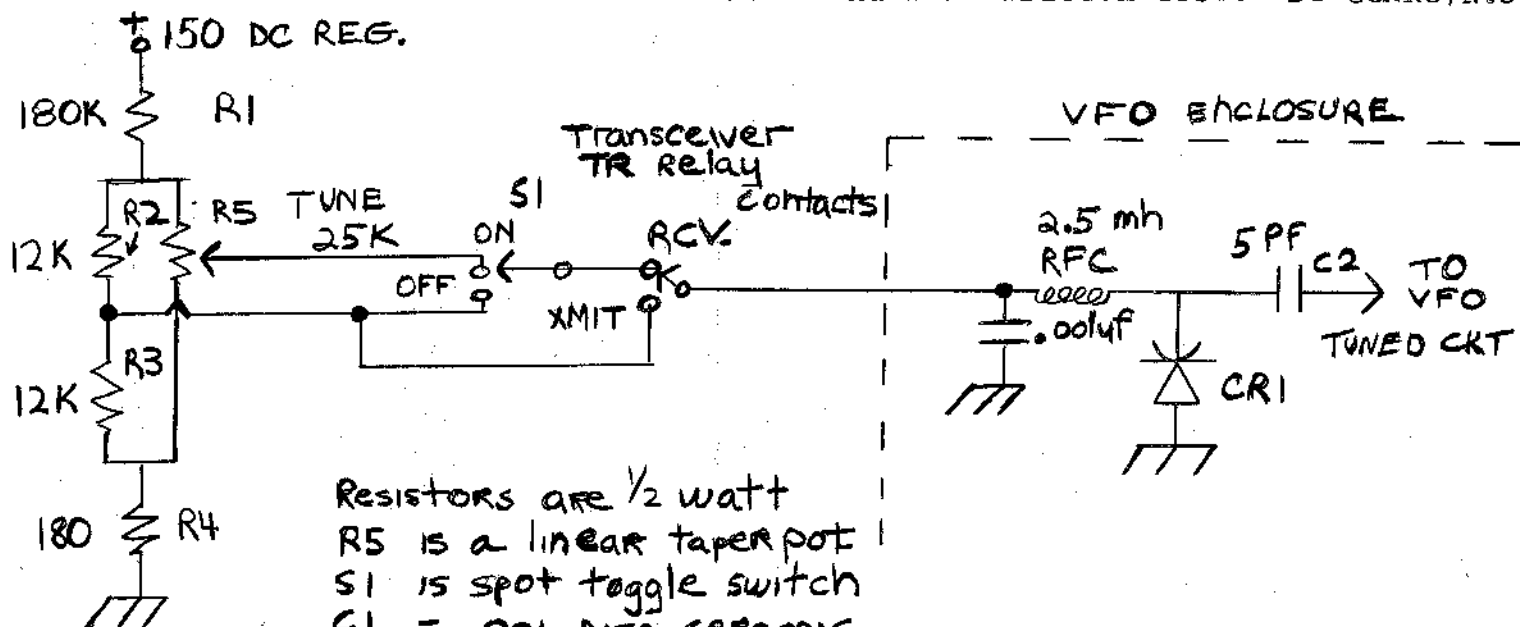 + 150 DC REG.
180K
R1
VFO EnCLOSURE
Transceiver
TR Relay
Contacts
S1
R2
R5
TUNE
25K
ON
RCV.
12K
OFF
XMIT
2.5 mh
RFC
5 PF
C2
TO
VFO
TUNED CKT
.001uf
R3
12K
CR1
Resistors are 1/2 watt
R5 is a linear taper pot
S1 is spot toggle switch
180
R4